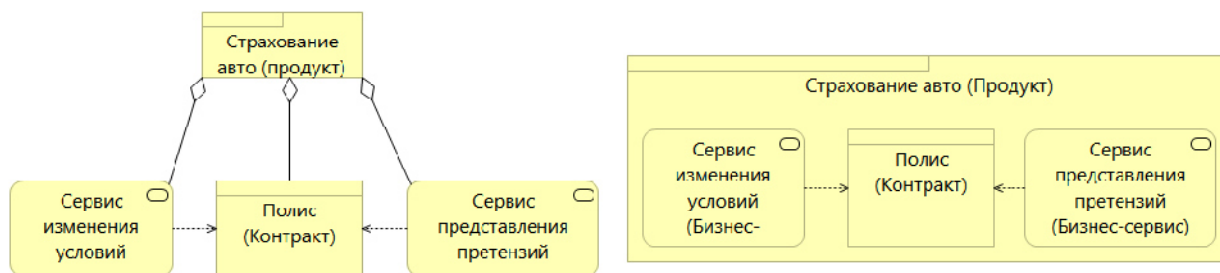 Страхование
авто (продукт)
Сервис
изменения
условий
Полис
(Контракт)
Сервис
представления
претензий
Страхование авто (Продукт)
Сервис
изменения
условий
(Бизнес-
Полис
(Контракт)
Сервис
представления
претензий
(Бизнес-сервис)